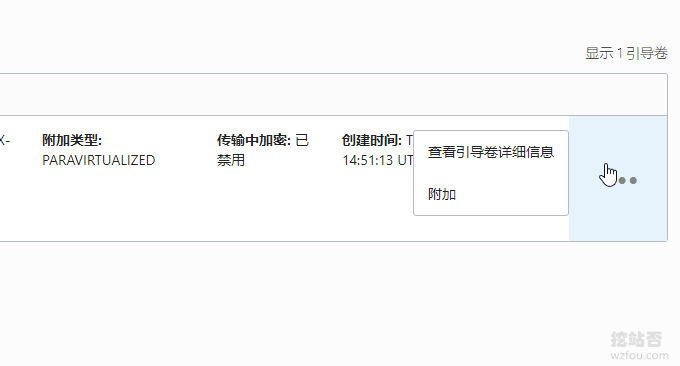 显示 1 引导卷
X-
附加类型:
PARAVIRTUALIZED
传输中加密: 已
禁用
创建时间: T
14:51:13 UT
查看引导卷详细信息
附加
挖站否
wzfou.com